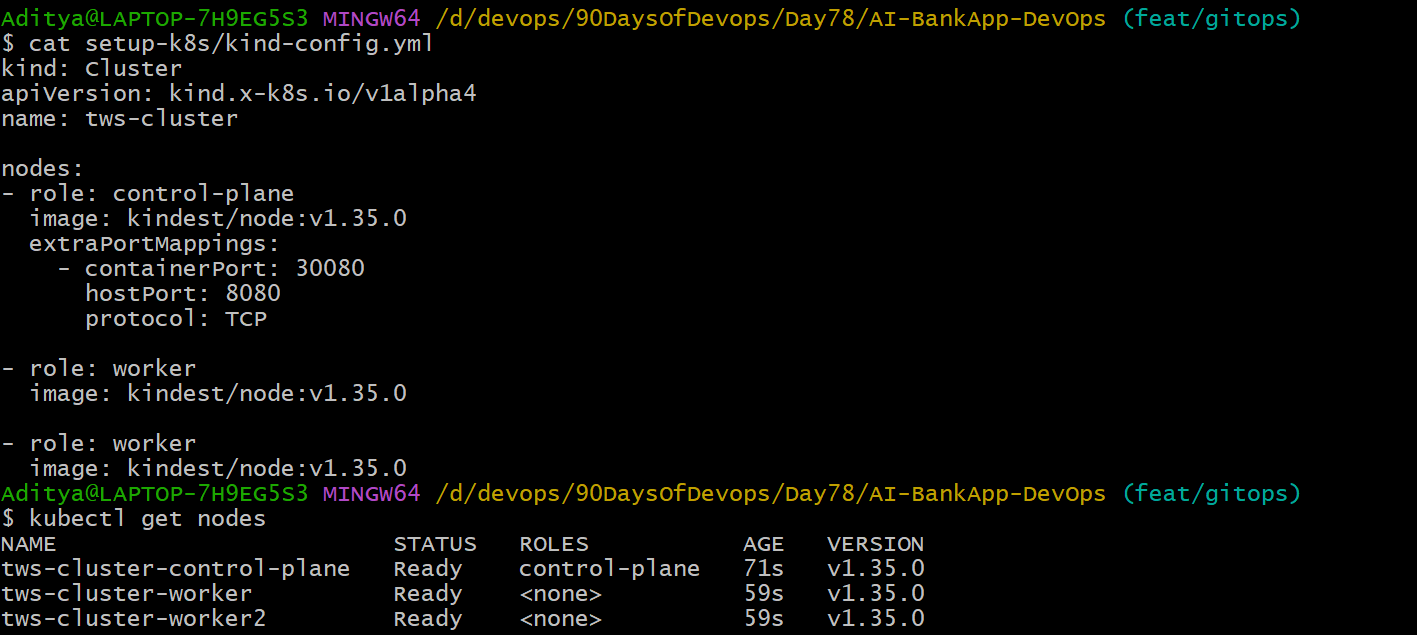 Aditya@LAPTOP-7H9EG5S3 MINGW64 /d/devops/90DaysOfDevops/Day78/AI-BankApp-DevOps (feat/gitops)
$ cat setup-k8s/kind-config.yml
kind: Cluster
apiVersion: kind.x-k8s.io/v1alpha4
name: tws-cluster

nodes:
- role: control-plane
  image: kindest/node:v1.35.0
  extraPortMappings:
    - containerPort: 30080
      hostPort: 8080
      protocol: TCP

- role: worker
  image: kindest/node:v1.35.0

- role: worker
  image: kindest/node:v1.35.0
Aditya@LAPTOP-7H9EG5S3 MINGW64 /d/devops/90DaysOfDevops/Day78/AI-BankApp-DevOps (feat/gitops)
$ kubectl get nodes
NAME                        STATUS   ROLES           AGE   VERSION
tws-cluster-control-plane   Ready    control-plane   71s   v1.35.0
tws-cluster-worker          Ready    <none>          59s   v1.35.0
tws-cluster-worker2         Ready    <none>          59s   v1.35.0